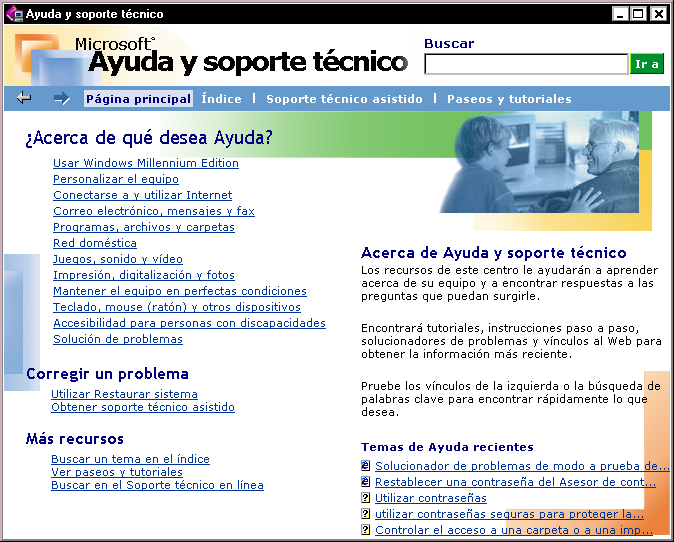 Ayuda y soporte técnico
Microsoft®
Ayuda y soporte técnico
Buscar
Ir a
Página principal Índice | Soporte técnico asistido | Paseos y tutoriales
¿Acerca de qué desea Ayuda?
Usar Windows Millennium Edition
Personalizar el equipo
Conectarse a y utilizar Internet
Correo electrónico, mensajes y fax
Programas, archivos y carpetas
Red doméstica
Juegos, sonido y vídeo
Impresión, digitalización y fotos
Mantener el equipo en perfectas condiciones
Teclado, mouse (ratón) y otros dispositivos
Accesibilidad para personas con discapacidades
Solución de problemas
Corregir un problema
Utilizar Restaurar sistema
Obtener soporte técnico asistido
Más recursos
Buscar un tema en el índice
Ver paseos y tutoriales
Buscar en el Soporte técnico en línea
Acerca de Ayuda y soporte técnico
Los recursos de este centro le ayudarán a aprender
acerca de su equipo y a encontrar respuestas a las
preguntas que puedan surgirle.
Encontrará tutoriales, instrucciones paso a paso,
solucionadores de problemas y vínculos al Web para
obtener la información más reciente.
Pruebe los vínculos de la izquierda o la búsqueda de
palabras clave para encontrar rápidamente lo que
desea.
Temas de Ayuda recientes
Solucionador de problemas de modo a prueba de...
Restablecer una contraseña del Asesor de cont...
Utilizar contraseñas
utilizar contraseñas seguras para proteger la...
Controlar el acceso a una carpeta o a una imp...